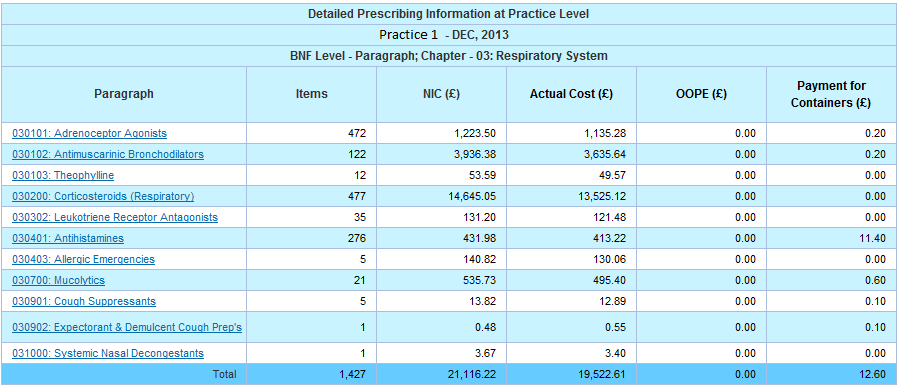 Detailed Prescribing Information at Practice Level
Practice 1 - DEC, 2013
BNF Level - Paragraph; Chapter - 03: Respiratory System
Paragraph Items NIC (£) Actual Cost (£) OOPE (£) Payment for Containers (£)
030101: Adrenoceptor Agonists 472 1,223.50 1,135.28 0.00 0.20
030102: Antimuscarinic Bronchodilators 122 3,936.38 3,635.64 0.00 0.20
030103: Theophylline 12 53.59 49.57 0.00 0.00
030200: Corticosteroids (Respiratory) 477 14,645.05 13,525.12 0.00 0.00
030302: Leukotriene Receptor Antagonists 35 131.20 121.48 0.00 0.00
030401: Antihistamines 276 431.98 413.22 0.00 11.40
030403: Allergic Emergencies 5 140.82 130.06 0.00 0.00
030700: Mucolytics 21 535.73 495.40 0.00 0.60
030901: Cough Suppressants 5 13.82 12.89 0.00 0.10
030902: Expectorant & Demulcent Cough Prep's 1 0.48 0.55 0.00 0.10
031000: Systemic Nasal Decongestants 1 3.67 3.40 0.00 0.00
Total 1,427 21,116.22 19,522.61 0.00 12.60